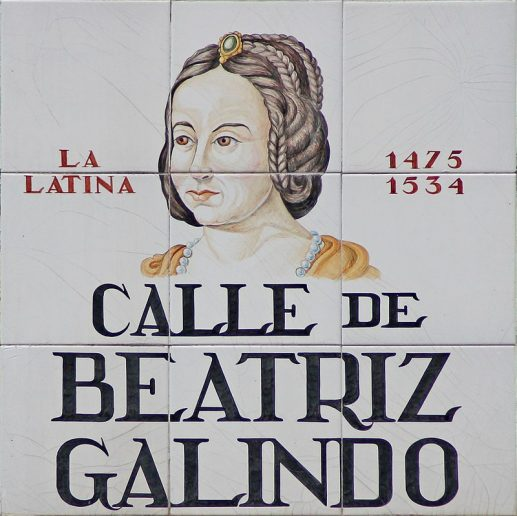 LA
LATINA
1475
1534
CALLE DE
BEATRIZ
GALINDO